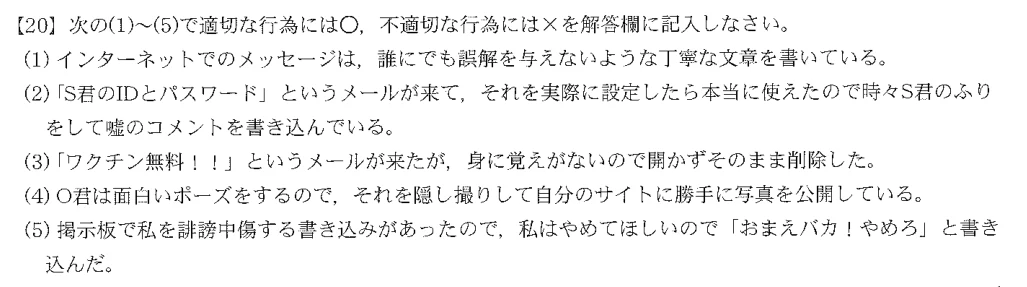 【20】次の(1)～(5)で適切な行為には○，不適切な行為には×を解答欄に記入しなさい。
(1) インターネットでのメッセージは，誰にでも誤解を与えないような丁寧な文章を書いている。
(2)「S君のIDとパスワード」というメールが来て，それを実際に設定したら本当に使えたので時々S君のふり
をして嘘のコメントを書き込んでいる。
(3)「ワクチン無料！！」というメールが来たが，身に覚えがないので開かずそのまま削除した。
(4) O君は面白いポーズをするので，それを隠し撮りして自分のサイトに勝手に写真を公開している。
(5) 掲示板で私を誹謗中傷する書き込みがあったので，私はやめてほしいので「おまえバカ！やめろ」と書き
込んだ。